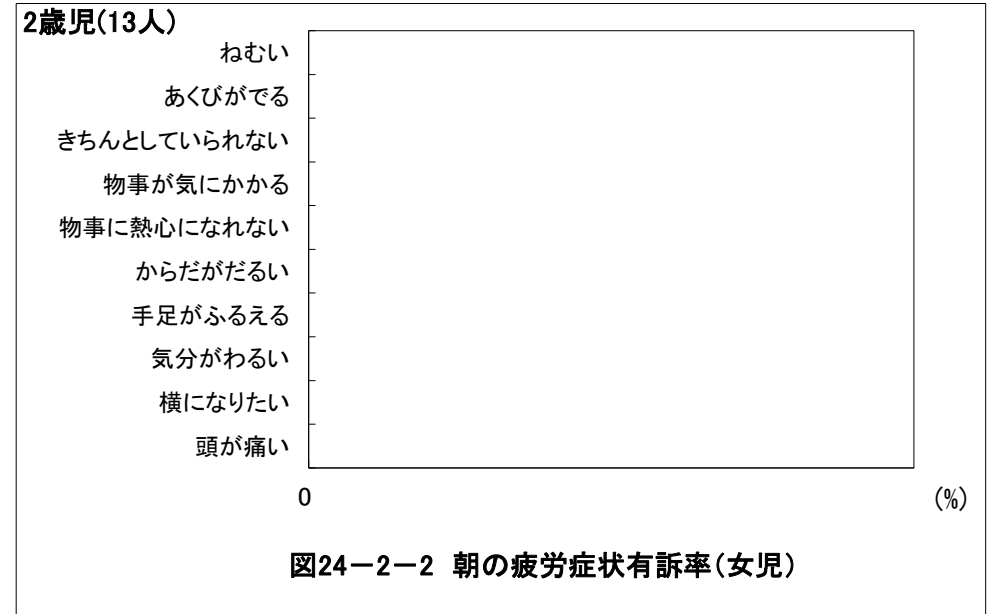 2歳児(13人)
ねむい
あくびがでる
きちんとしていられない
物事が気にかかる
物事に熱心になれない
からだがだるい
手足がふるえる
気分がわるい
横になりたい
頭が痛い
0 (%)
図24－2－2 朝の疲労症状有訴率(女児)